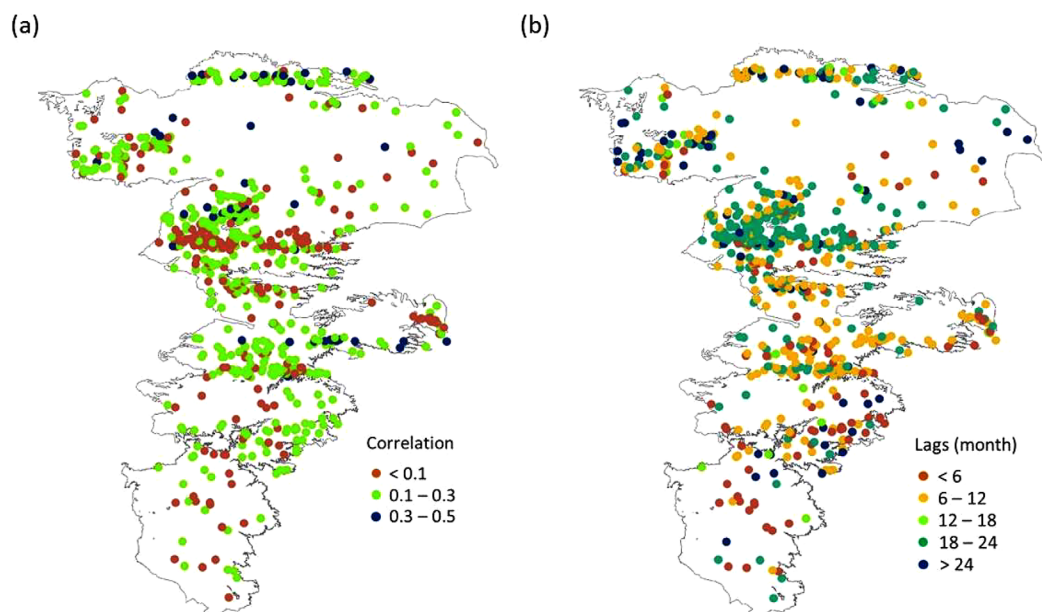 (a)
(b)
Correlation
< 0.1
0.1 – 0.3
0.3 – 0.5
Lags (month)
< 6
6 – 12
12 – 18
18 – 24
> 24